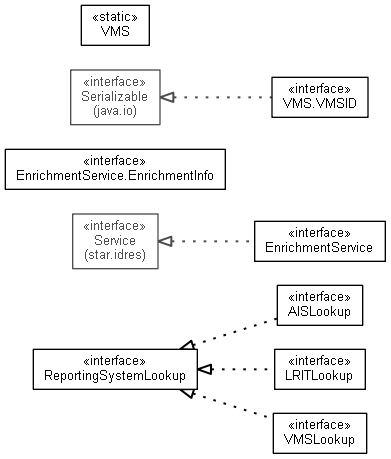 «static»
VMS
«interface»
Serializable
(java.io)
«interface»
VMS.VMSID
«interface»
EnrichmentService.EnrichmentInfo
«interface»
Service
(star.idres)
«interface»
EnrichmentService
«interface»
AISLookup
«interface»
ReportingSystemLookup
«interface»
LRITLookup
«interface»
VMSLookup